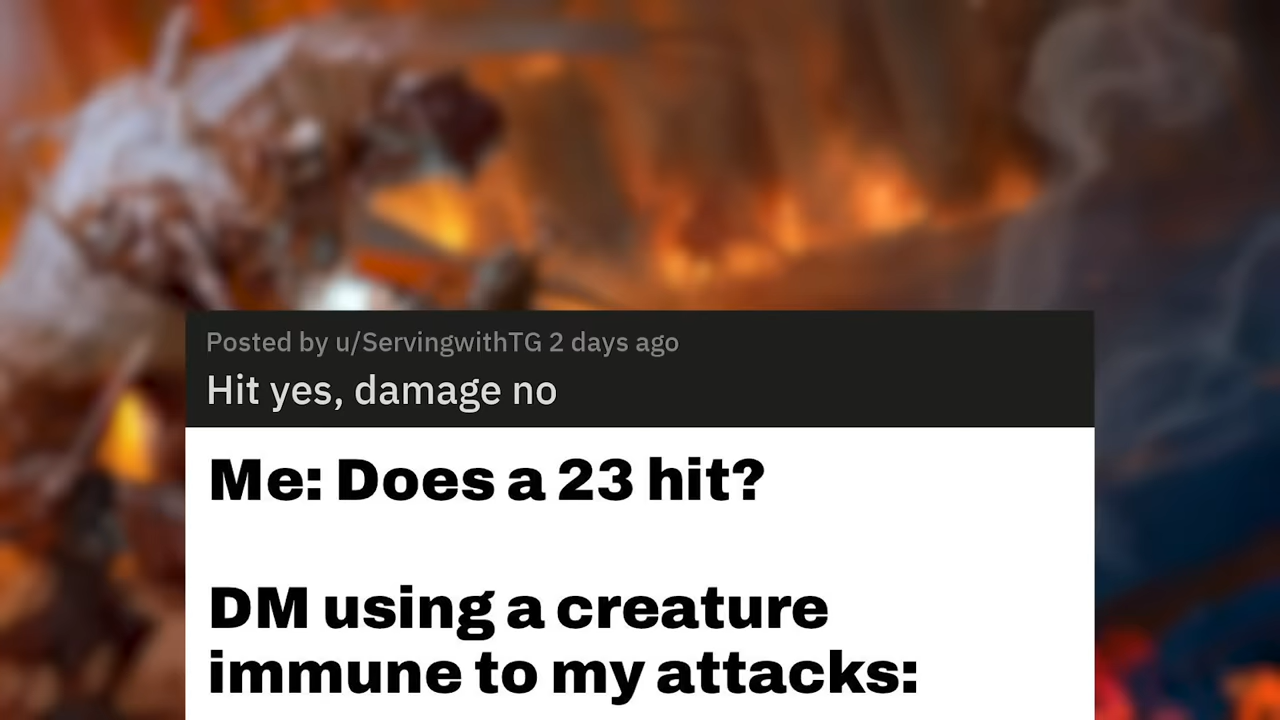 Posted by u/ServingwithTG 2 days ago
Hit yes, damage no
Me: Does a 23 hit?
DM using a creature
immune to my attacks: